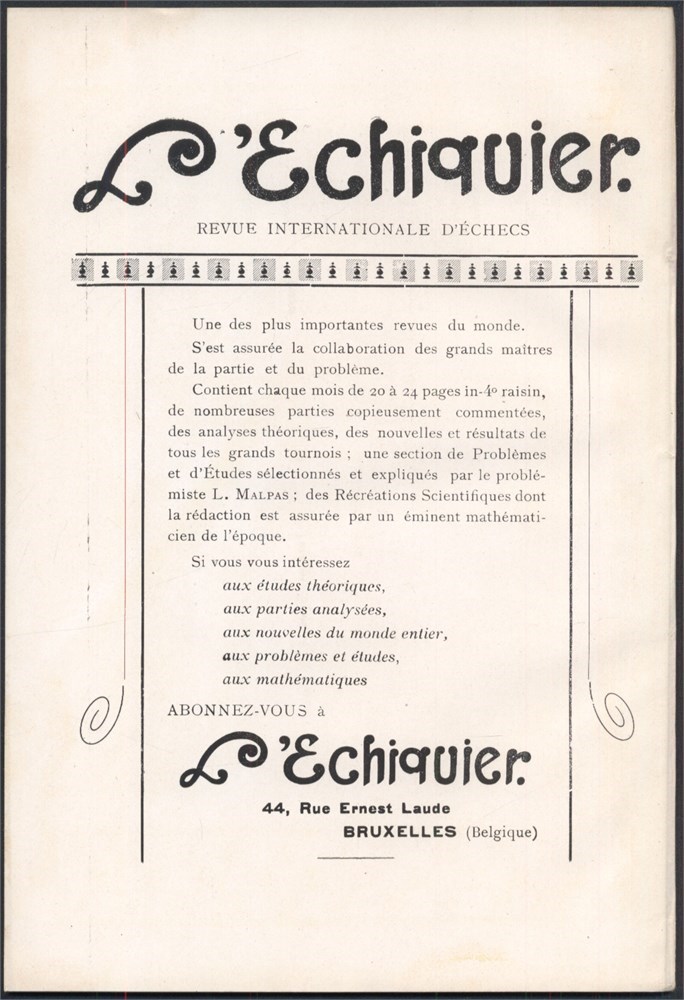 L'Echiquier.
REVUE INTERNATIONALE D'ÉCHECS
Une des plus importantes revues du monde.
S'est assurée la collaboration des grands maîtres
de la partie et du problème.
Contient chaque mois de 20 à 24 pages in-4º raisin,
de nombreuses parties copieusement commentées,
des analyses théoriques, des nouvelles et résultats de
tous les grands tournois ; une section de Problèmes
et d'Études sélectionnés et expliqués par le problé-
miste L. MALPAS ; des Récréations Scientifiques dont
la rédaction est assurée par un éminent mathémati-
cien de l'époque.
Si vous vous intéressez
aux études théoriques,
aux parties analysées,
aux nouvelles du monde entier,
aux problèmes et études,
aux mathématiques
ABONNEZ-VOUS à
L'Echiquier.
44, Rue Ernest Laude
BRUXELLES (Belgique)